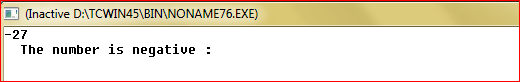 (Inactive D:\TCWIN45\BIN\NONAME76.EXE)
-27
The number is negative :